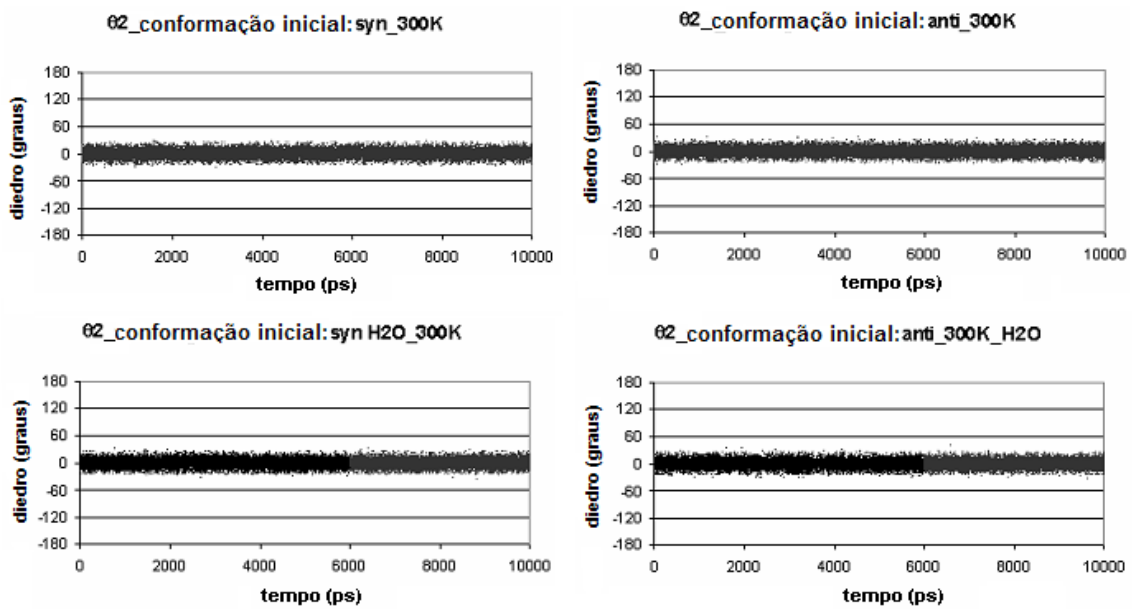 θ2_conformação inicial: syn_300K
180
120
60
0
-60
-120
-180
diedro (graus)
0 2000 4000 6000 8000 10000
tempo (ps)
θ2_conformação inicial: anti_300K
180
120
60
0
-60
-120
-180
diedro (graus)
0 2000 4000 6000 8000 10000
tempo (ps)
θ2_conformação inicial: syn H2O_300K
180
120
60
0
-60
-120
-180
diedro (graus)
0 2000 4000 6000 8000 10000
tempo (ps)
θ2_conformação inicial: anti_300K_H2O
180
120
60
0
-60
-120
-180
diedro (graus)
0 2000 4000 6000 8000 10000
tempo (ps)